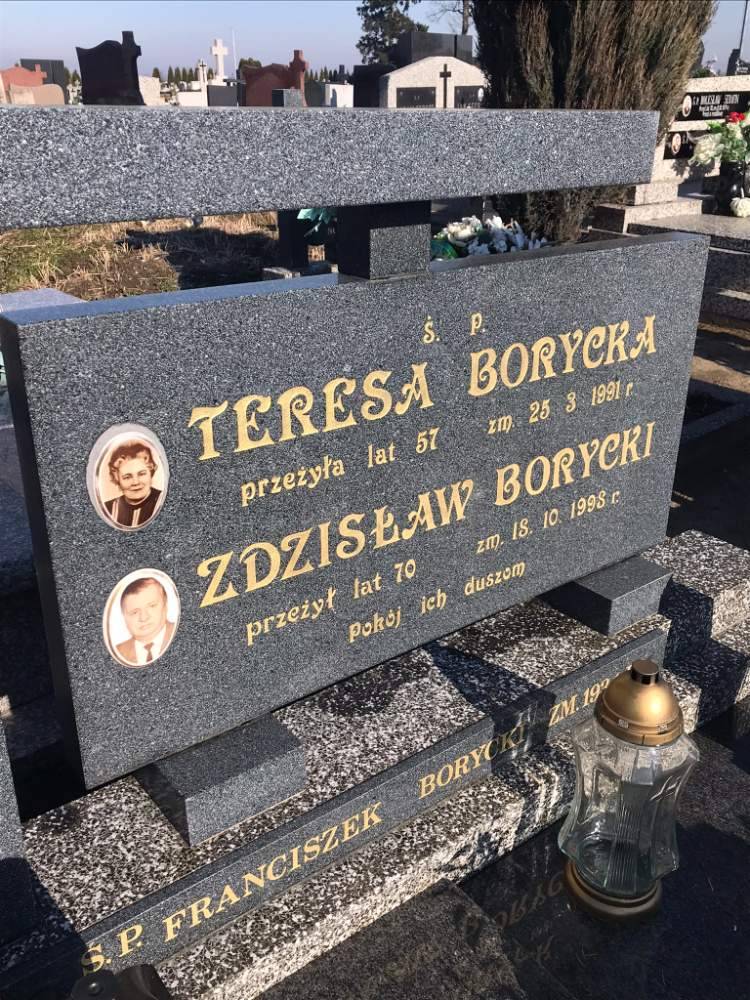 Ś. P.
TERESA BORYCKA
przeżyła lat 57 zm. 25 3 1991 r.
ZDZISŁAW BORYCKI
przeżył lat 70 zm. 18. 10. 1998 r.
Pokój ich duszom
Ś.P. FRANCISZEK BORYCKI ZM. 199